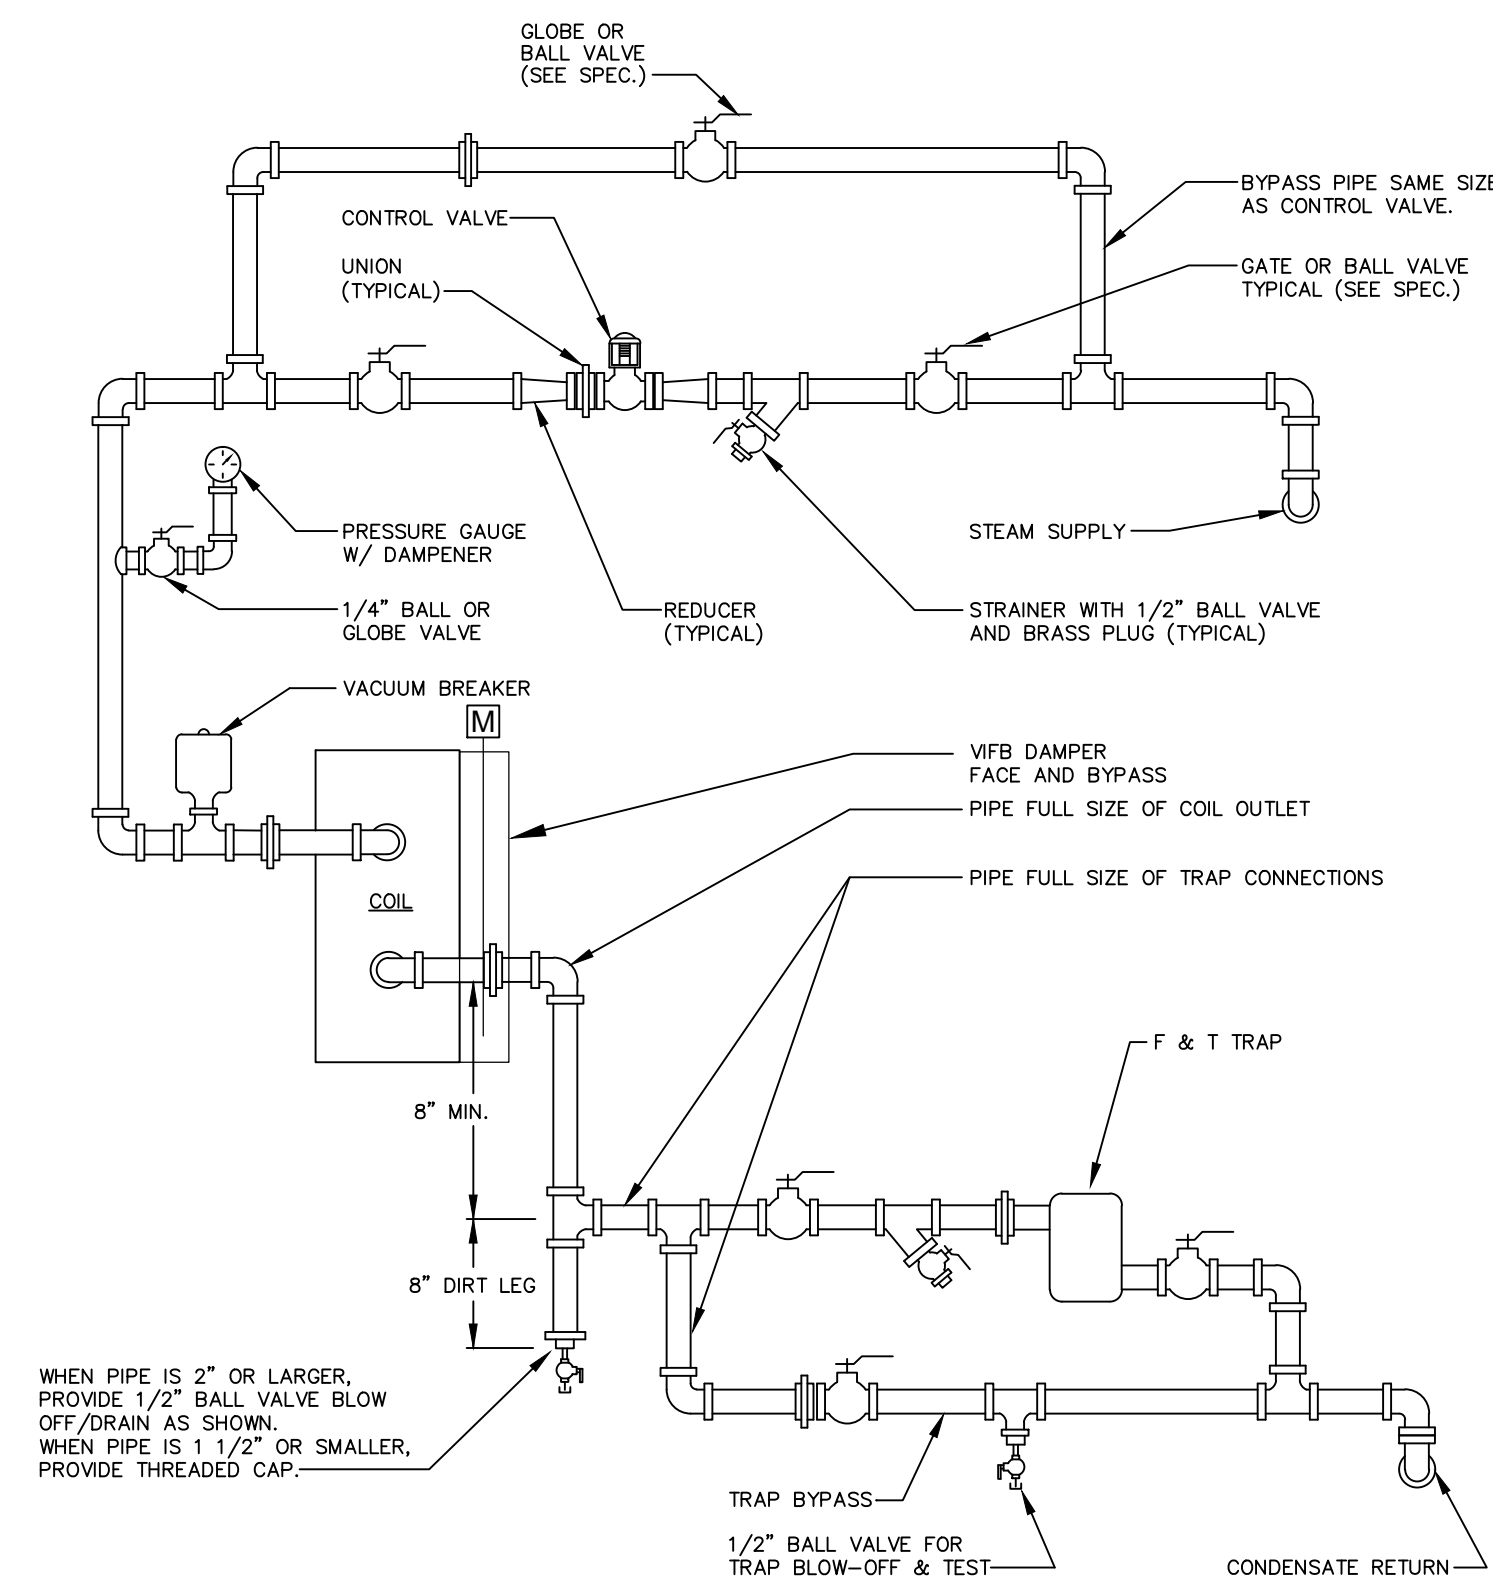 GLOBE OR
BALL VALVE
(SEE SPEC.)
BYPASS PIPE SAME SIZE
AS CONTROL VALVE.
CONTROL VALVE
UNION
(TYPICAL)
GATE OR BALL VALVE
TYPICAL (SEE SPEC.)
PRESSURE GAUGE
W/ DAMPENER
STEAM SUPPLY
1/4" BALL OR
GLOBE VALVE
REDUCER
(TYPICAL)
STRAINER WITH 1/2" BALL VALVE
AND BRASS PLUG (TYPICAL)
VACUUM BREAKER
M
VIFB DAMPER
FACE AND BYPASS
PIPE FULL SIZE OF COIL OUTLET
PIPE FULL SIZE OF TRAP CONNECTIONS
COIL
F & T TRAP
8" MIN.
8" DIRT LEG
WHEN PIPE IS 2" OR LARGER,
PROVIDE 1/2" BALL VALVE BLOW
OFF/DRAIN AS SHOWN.
WHEN PIPE IS 1 1/2" OR SMALLER,
PROVIDE THREADED CAP.
TRAP BYPASS
1/2" BALL VALVE FOR
TRAP BLOW-OFF & TEST
CONDENSATE RETURN